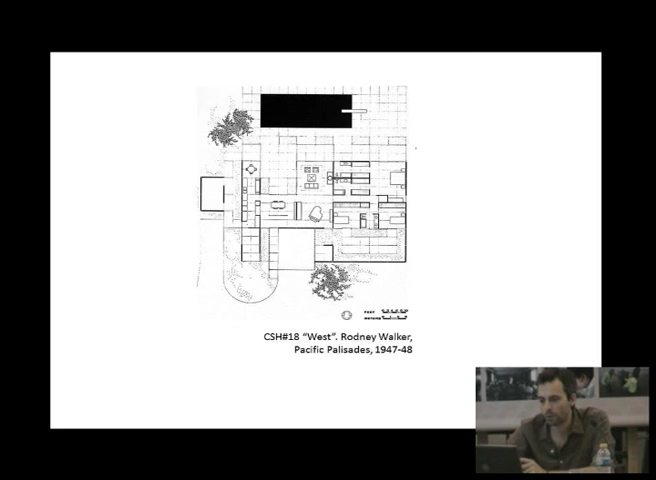 CSH#18 “West”. Rodney Walker,
Pacific Palisades, 1947-48